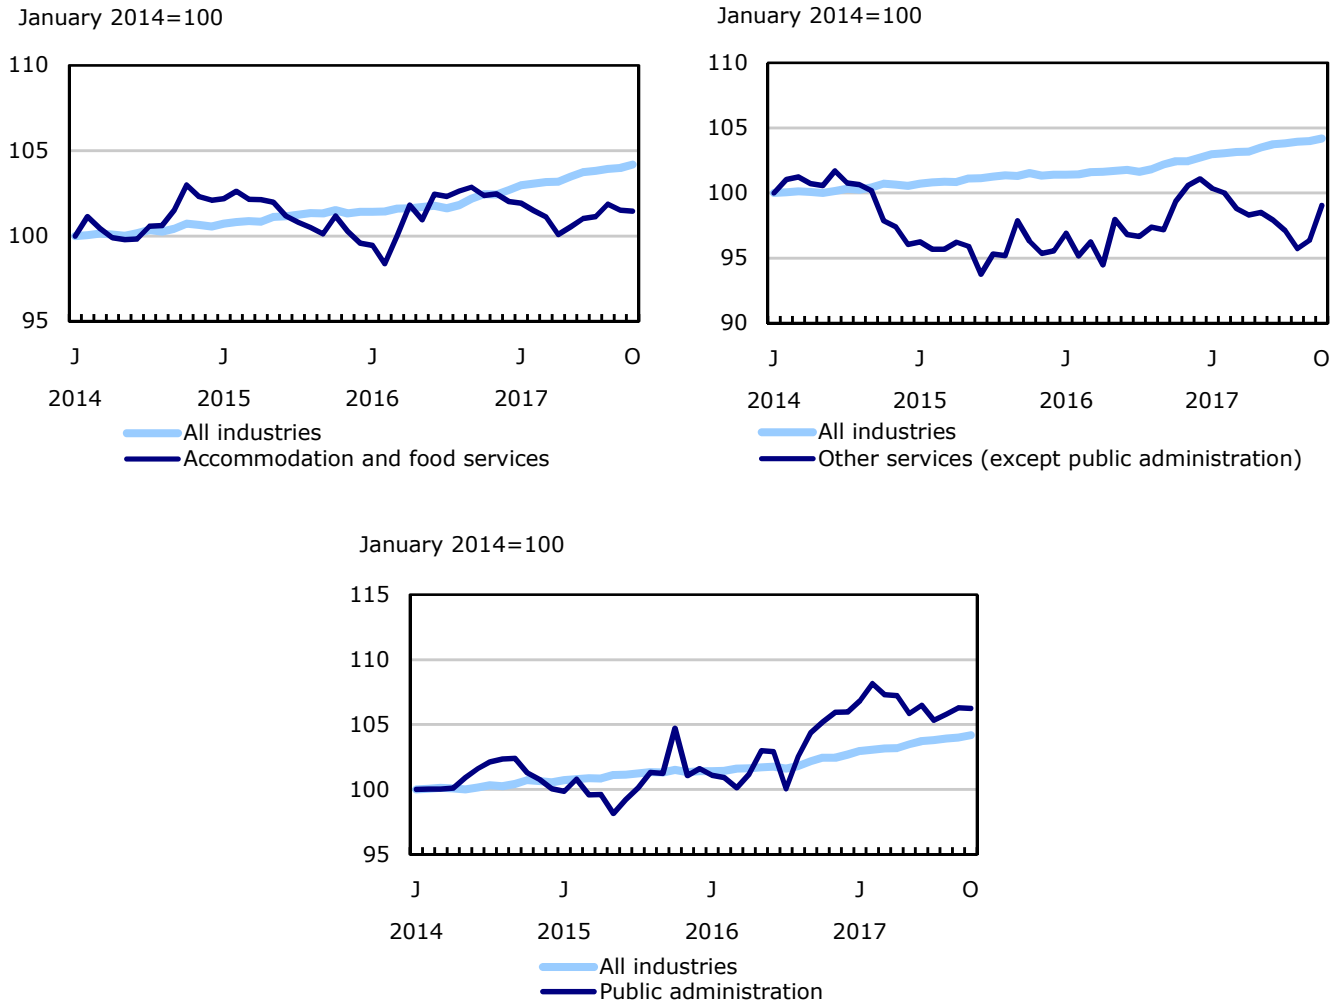 January 2014=100
110
105
100
95
J J J J O
2014 2015 2016 2017
All industries
Accommodation and food services
January 2014=100
110
105
100
95
90
J J J J O
2014 2015 2016 2017
All industries
Other services (except public administration)
January 2014=100
115
110
105
100
95
J J J J O
2014 2015 2016 2017
All industries
Public administration